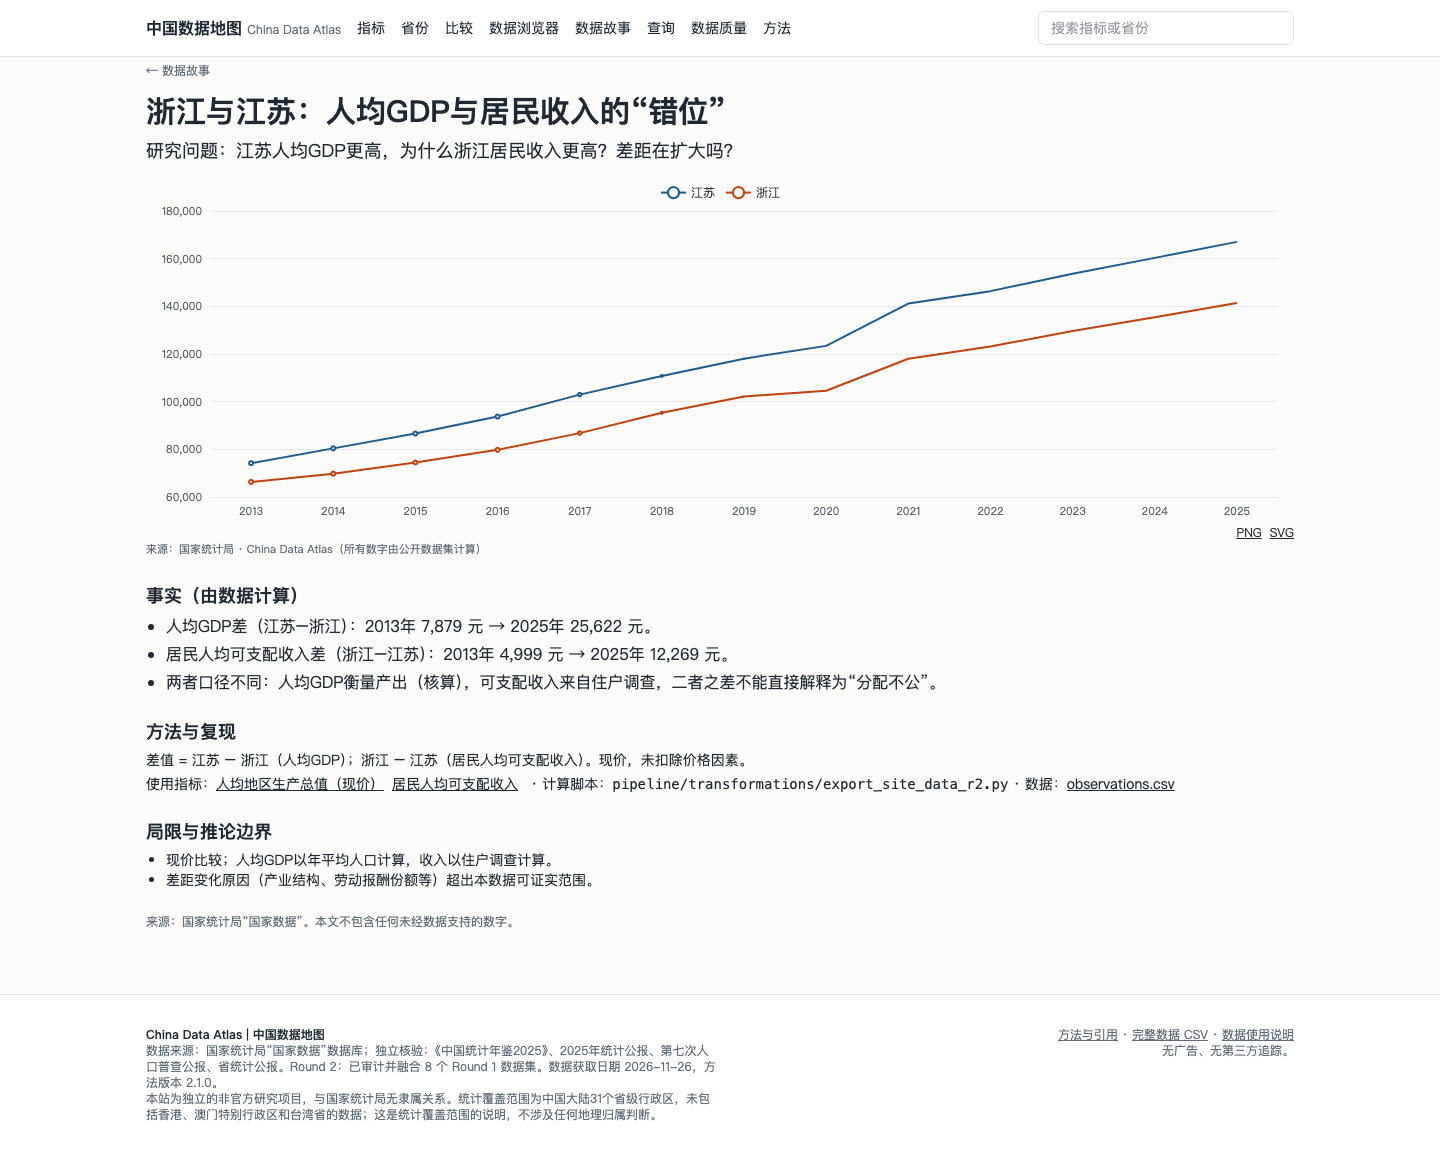 中国数据地图 China Data Atlas 指标 省份 比较 数据浏览器 数据故事 查询 数据质量 方法 搜索指标或省份
← 数据故事
浙江与江苏：人均GDP与居民收入的“错位”
研究问题：江苏人均GDP更高，为什么浙江居民收入更高？差距在扩大吗？
江苏 浙江
180,000
160,000
140,000
120,000
100,000
80,000
60,000
2013 2014 2015 2016 2017 2018 2019 2020 2021 2022 2023 2024 2025
PNG SVG
来源：国家统计局 · China Data Atlas（所有数字由公开数据集计算）
事实（由数据计算）
• 人均GDP差（江苏−浙江）：2013年 7,879 元 → 2025年 25,622 元。
• 居民人均可支配收入差（浙江−江苏）：2013年 4,999 元 → 2025年 12,269 元。
• 两者口径不同：人均GDP衡量产出（核算），可支配收入来自住户调查，二者之差不能直接解释为“分配不公”。
方法与复现
差值 = 江苏 − 浙江（人均GDP）；浙江 − 江苏（居民人均可支配收入）。现价，未扣除价格因素。
使用指标：人均地区生产总值（现价） 居民人均可支配收入 · 计算脚本：pipeline/transformations/export_site_data_r2.py · 数据：observations.csv
局限与推论边界
• 现价比较；人均GDP以年平均人口计算，收入以住户调查计算。
• 差距变化原因（产业结构、劳动报酬份额等）超出本数据可证实范围。
来源：国家统计局“国家数据”。本文不包含任何未经数据支持的数字。
China Data Atlas | 中国数据地图
数据来源：国家统计局“国家数据”数据库；独立核验：《中国统计年鉴2025》、2025年统计公报、第七次人
口普查公报、省统计公报。Round 2：已审计并融合 8 个 Round 1 数据集。数据获取日期 2026-11-26，方
法版本 2.1.0。
本站为独立的非官方研究项目，与国家统计局无隶属关系。统计覆盖范围为中国大陆31个省级行政区，未包
括香港、澳门特别行政区和台湾省的数据；这是统计覆盖范围的说明，不涉及任何地理归属判断。
方法与引用 · 完整数据 CSV · 数据使用说明
无广告、无第三方追踪。